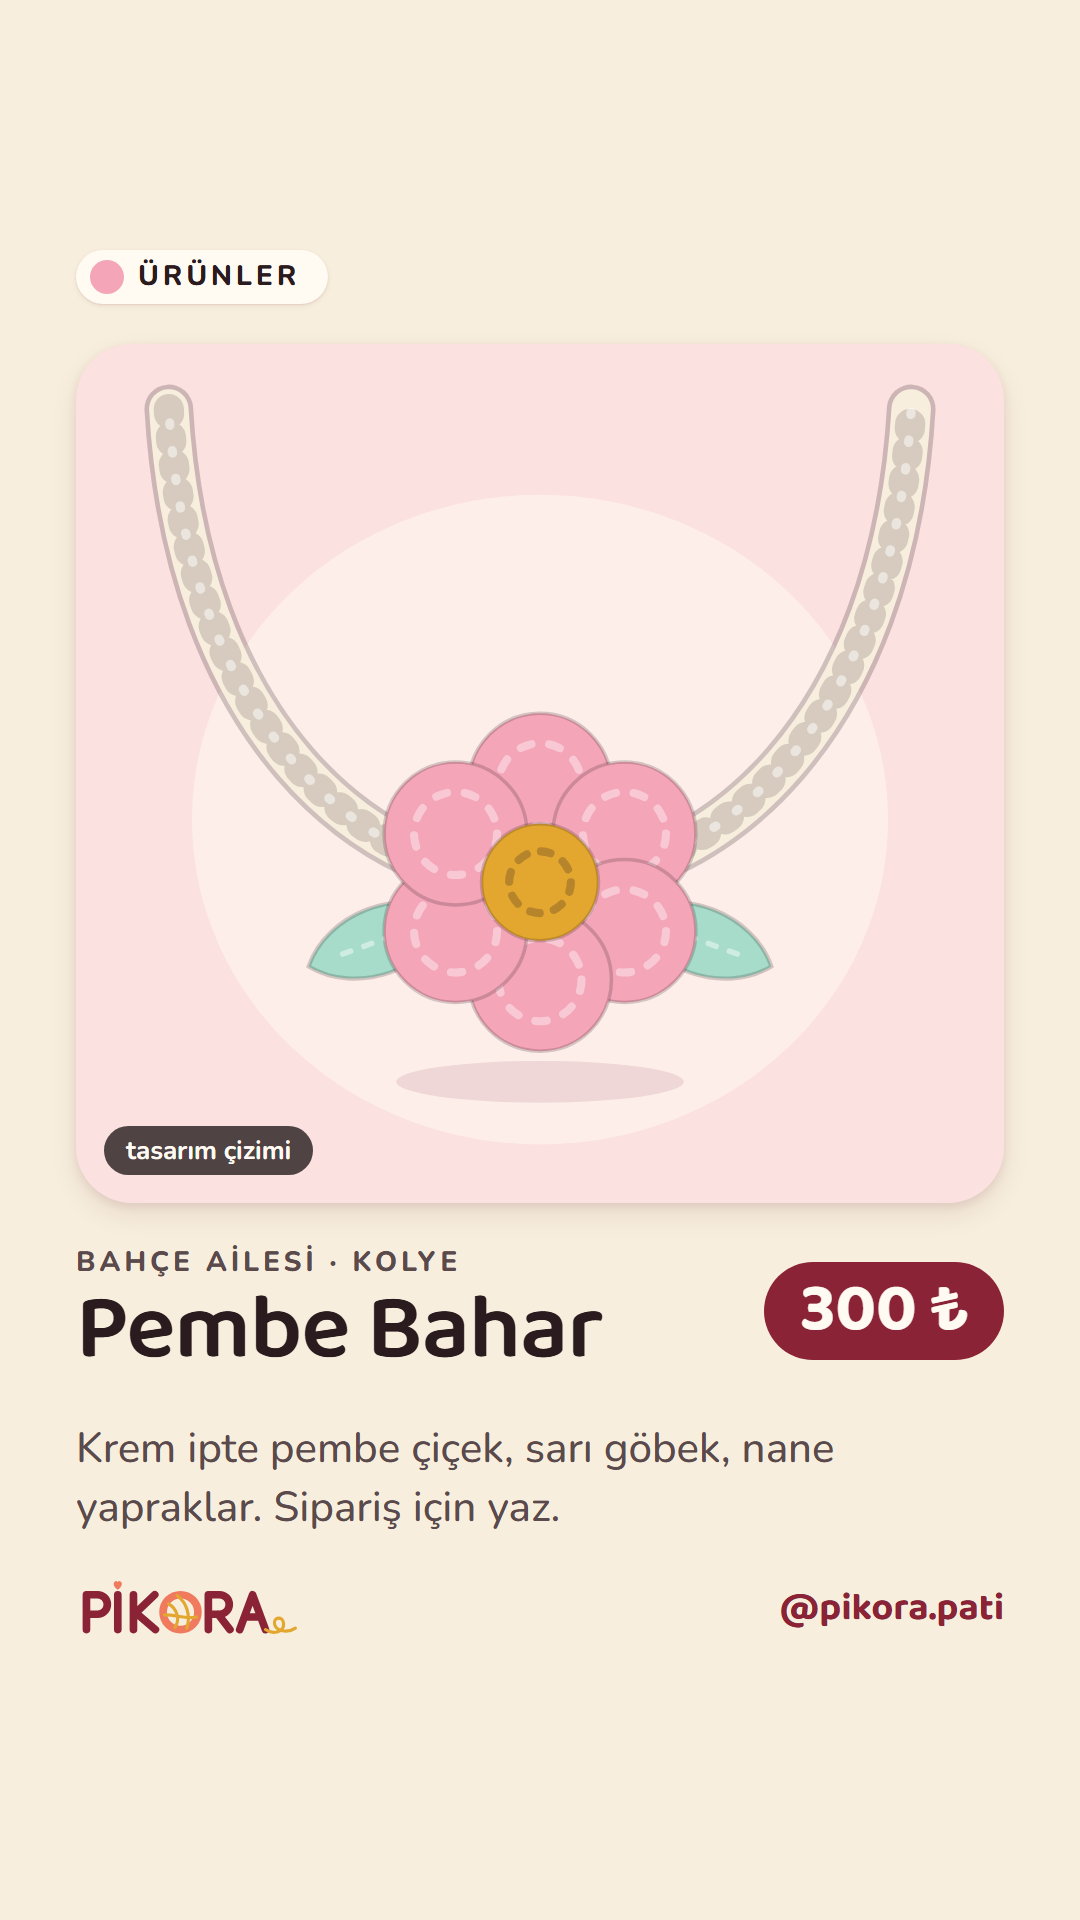 ÜRÜNLER
tasarım çizimi
BAHÇE AİLESİ · KOLYE
Pembe Bahar
300 ₺
Krem ipte pembe çiçek, sarı göbek, nane
yapraklar. Sipariş için yaz.
PİKORA
@pikora.pati